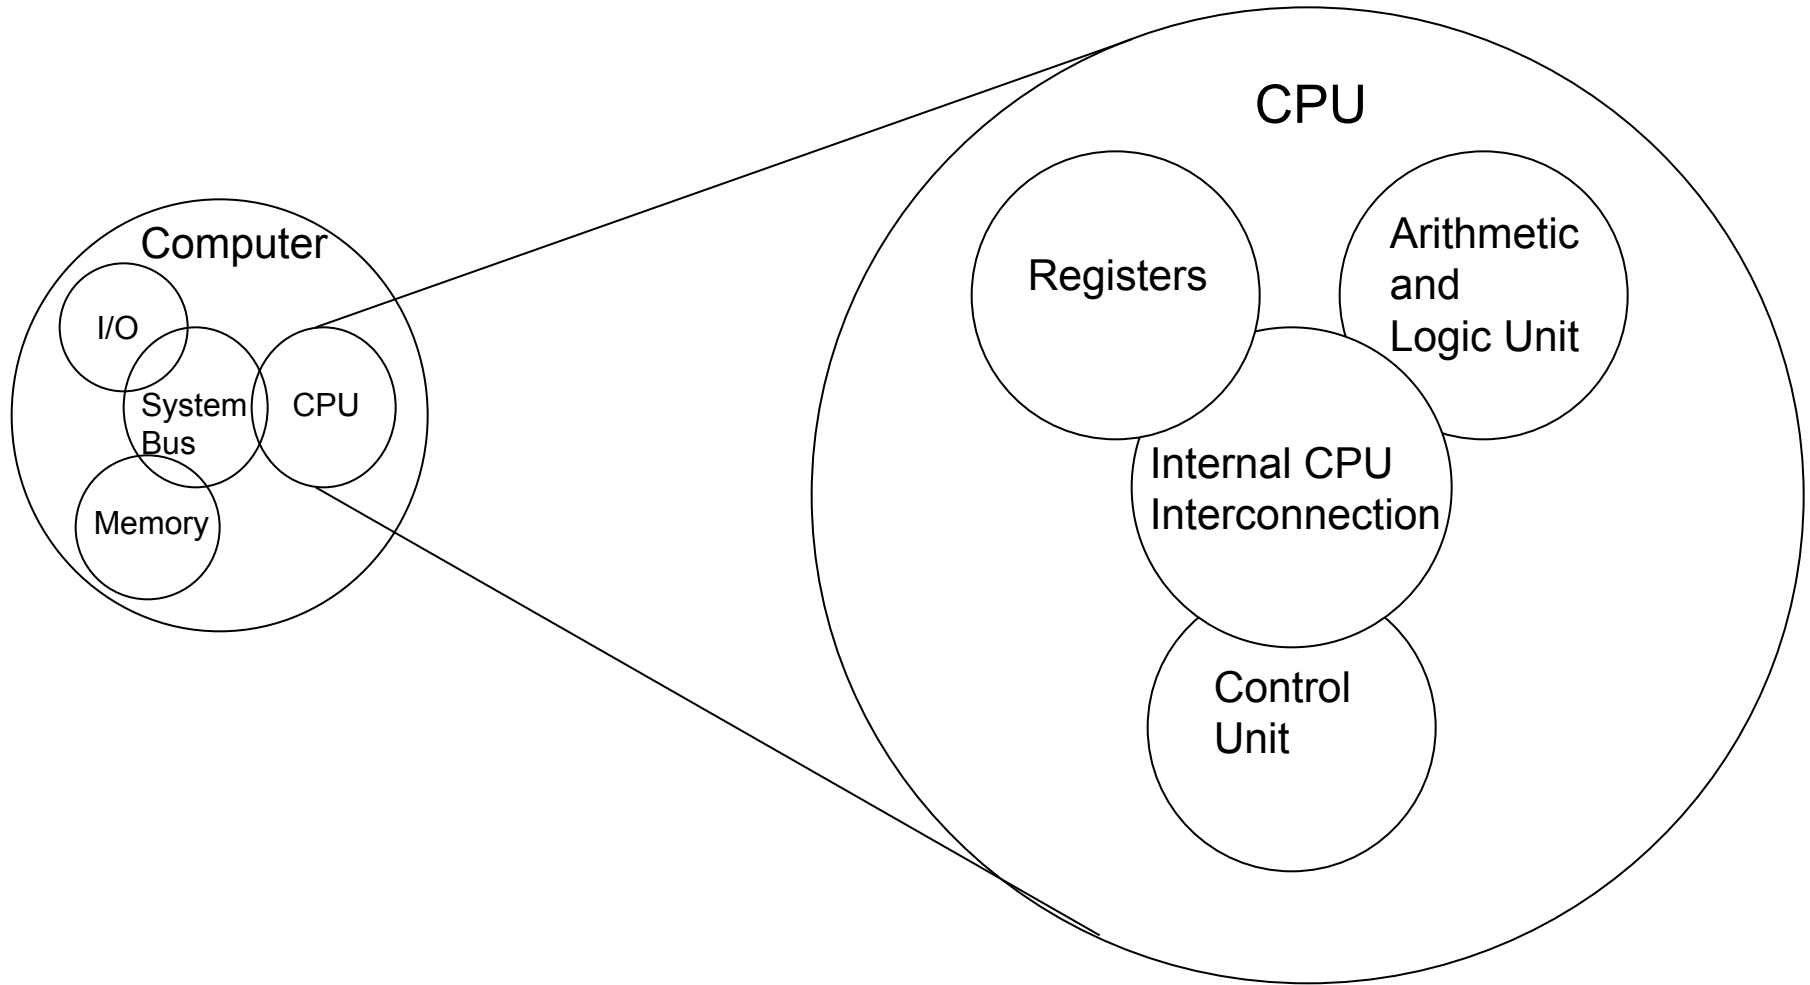 Computer
I/O
System
Bus
CPU
Memory
CPU
Registers
Arithmetic
and
Logic Unit
Internal CPU
Interconnection
Control
Unit